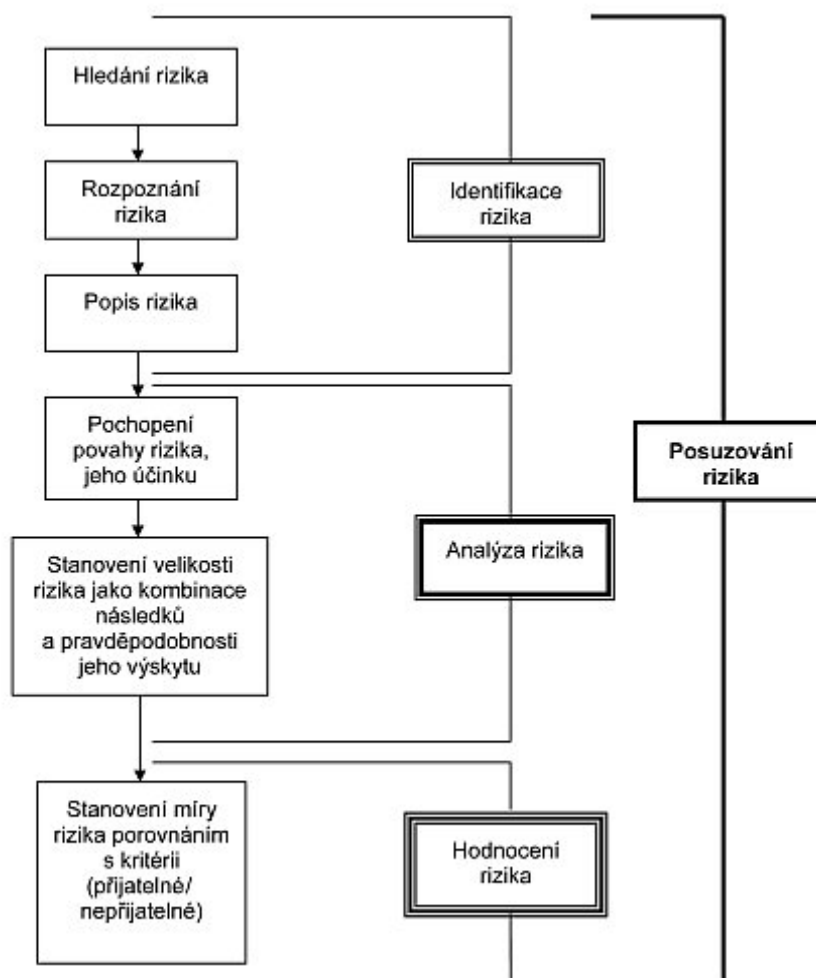 Hledání rizika
Rozpoznání
rizika
Popis rizika
Pochopení
povahy rizika,
jeho účinku
Stanovení velikosti
rizika jako kombinace
následků
a pravděpodobnosti
jeho výskytu
Stanovení míry
rizika porovnáním
s kritérii
(přijatelné/
nepřijatelné)
Identifikace
rizika
Analýza rizika
Hodnocení
rizika
Posuzování
rizika